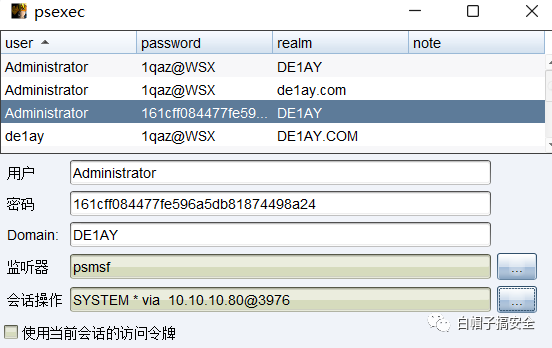 psexec
user password realm note
Administrator 1qaz@WSX DE1AY
Administrator 1qaz@WSX de1ay.com
Administrator 161cff084477fe59... DE1AY
de1ay 1qaz@WSX DE1AY.COM
用户 Administrator
密码 161cff084477fe596a5db81874498a24
Domain: DE1AY
监听器 psmsf ...
会话操作 SYSTEM * via 10.10.10.80@3976 ...
使用当前会话的访问令牌
白帽子搞安全